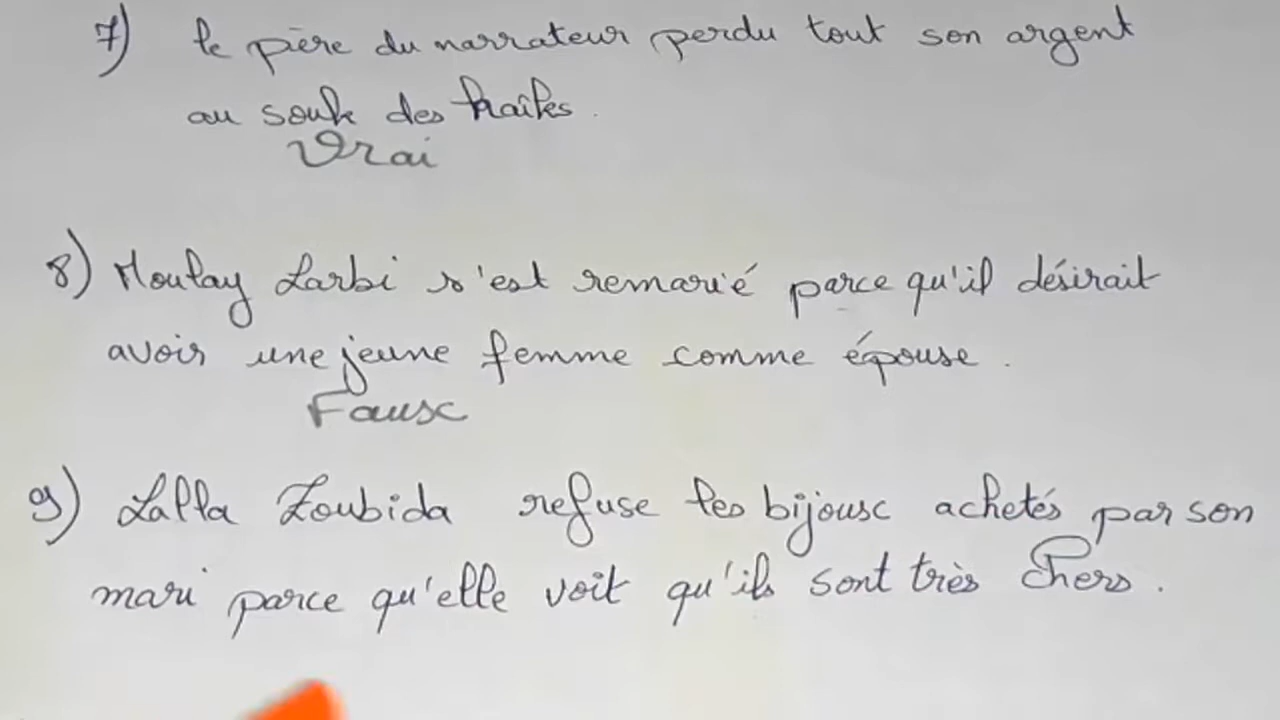 7) le père du narrateur perdu tout son argent
au souk des haîks.
Vrai
8) Moulay Larbi s'est remarié parce qu'il désirait
avoir une jeune femme comme épouse.
Faux
9) Lalla Zoubida refuse les bijoux achetés par son
mari parce qu'elle voit qu'ils sont très chers.